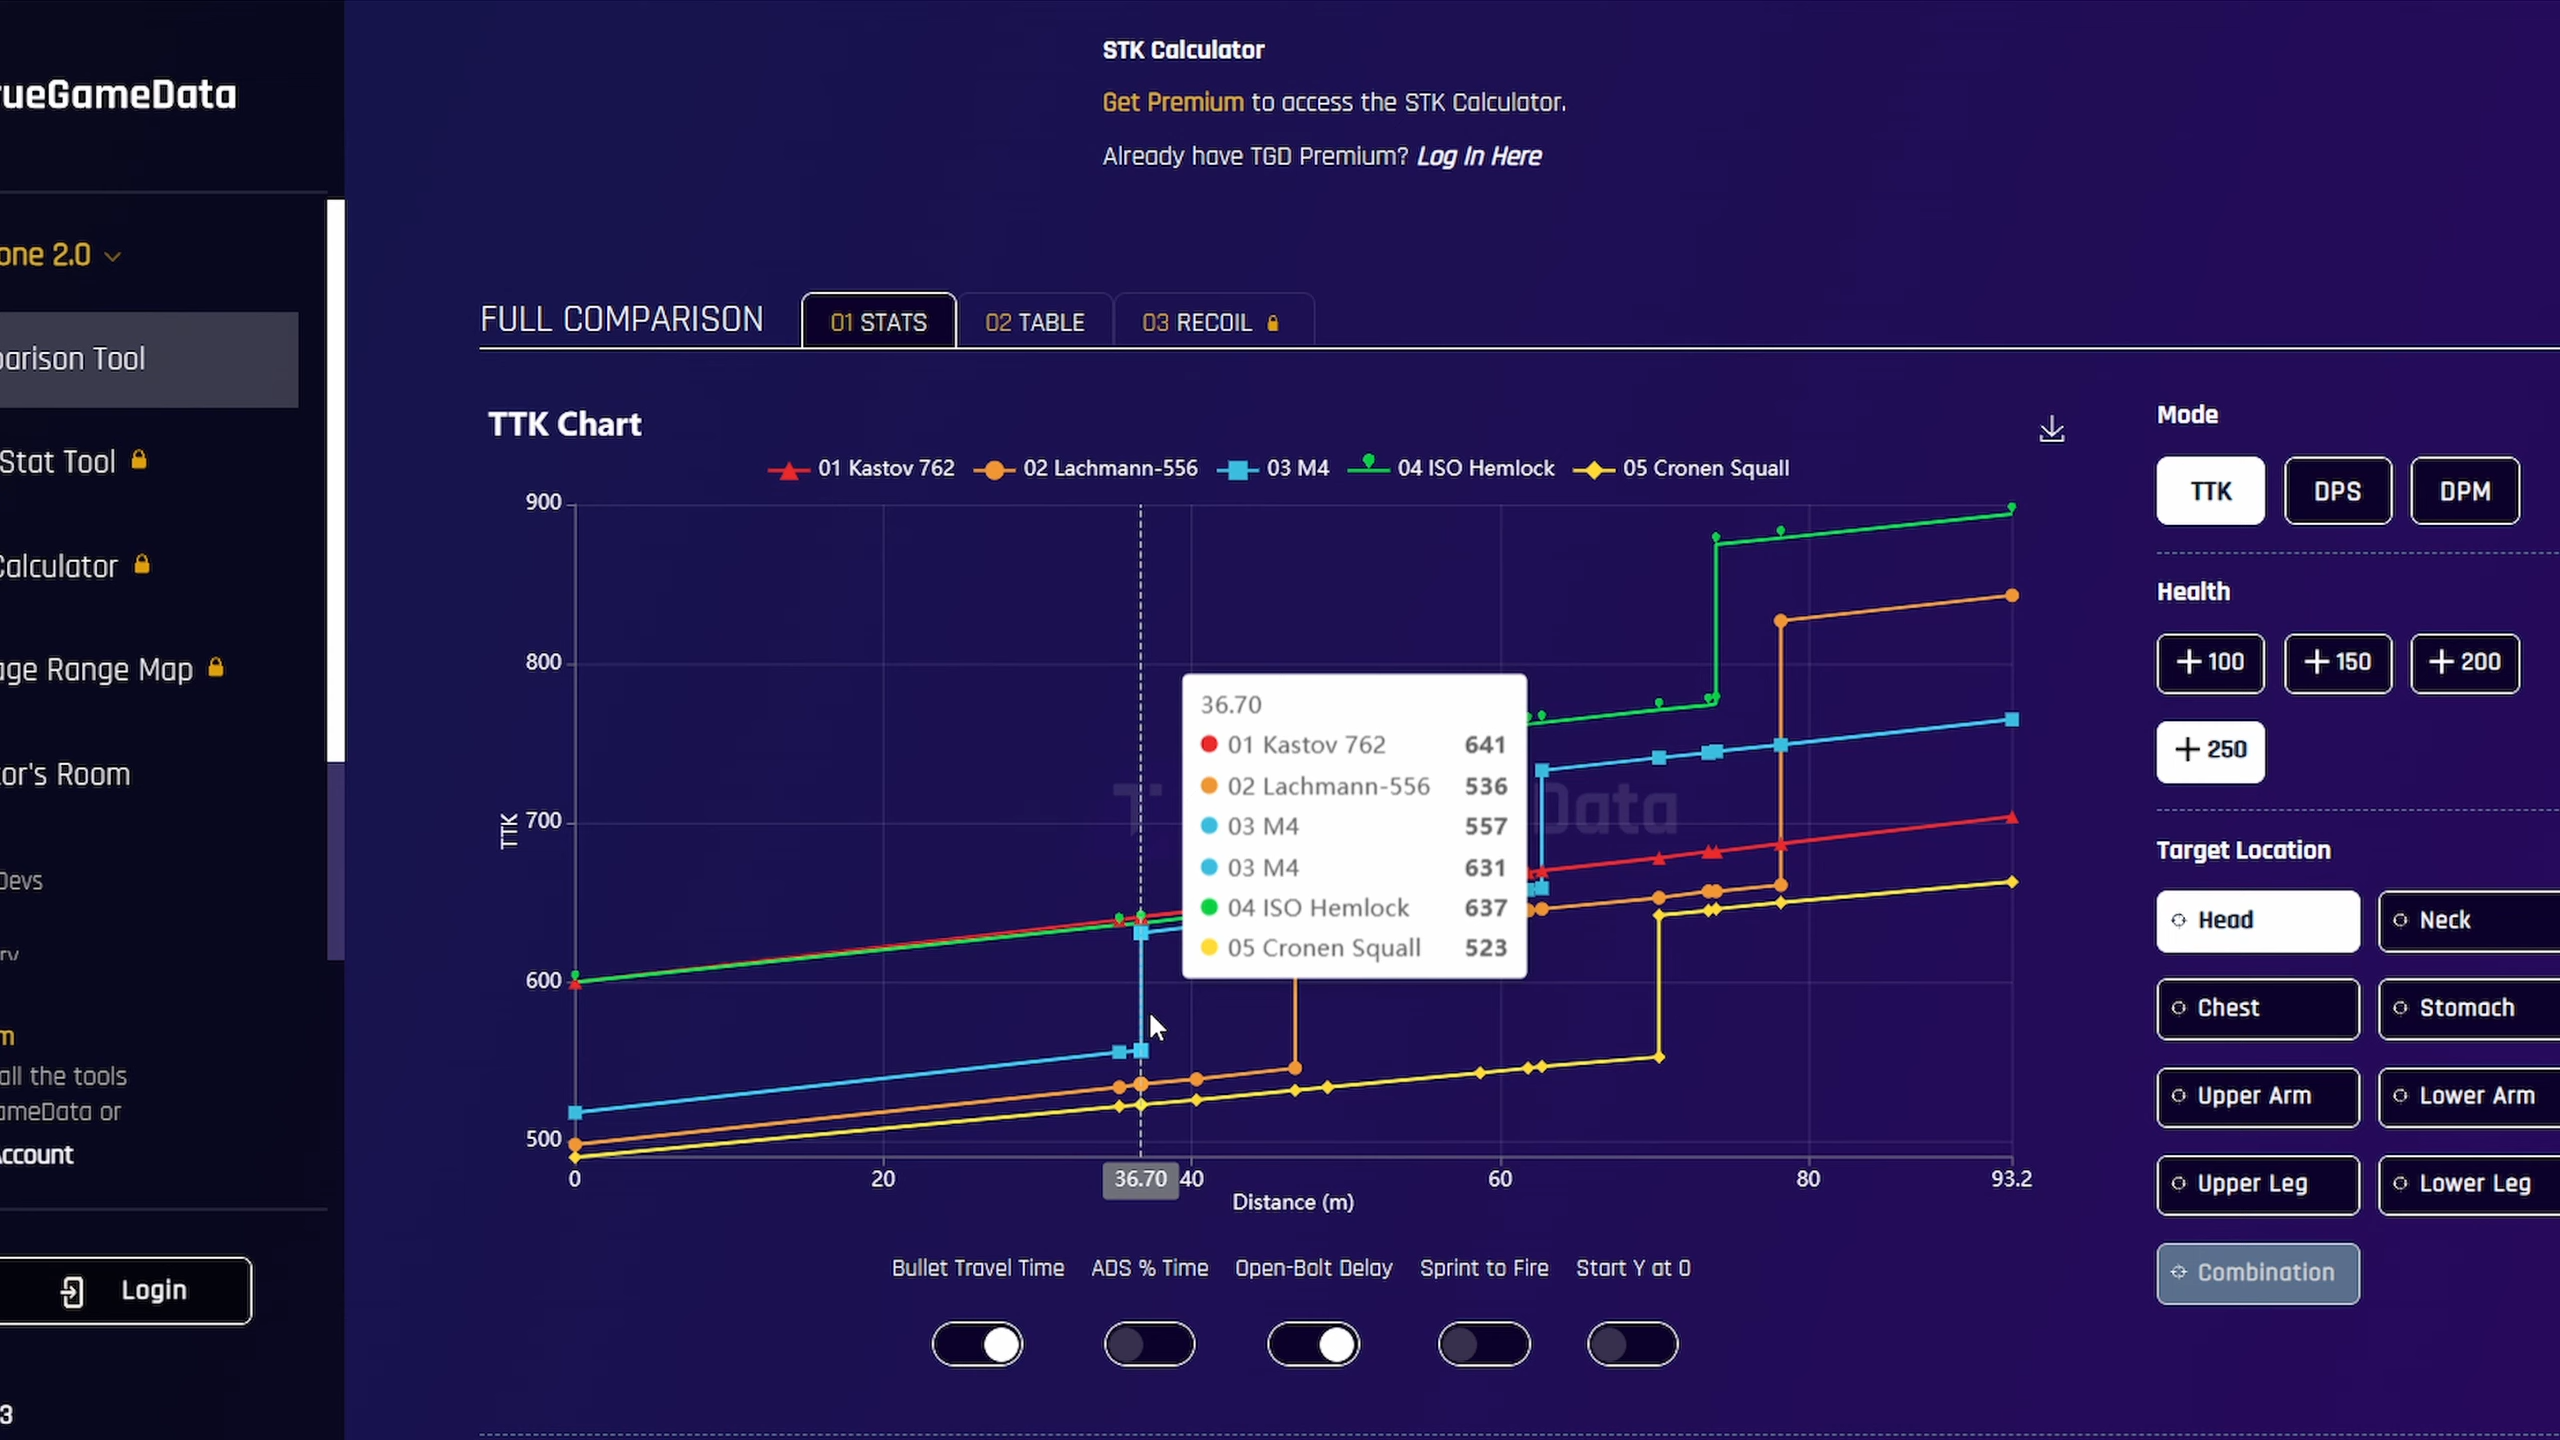 STK Calculator
Get Premium to access the STK Calculator.
Already have TGD Premium? Log In Here
rueGameData
one 2.0
parison Tool
Stat Tool
Calculator
age Range Map
tor's Room
Devs
ry
m
all the tools
ameData or
Account
Login
3
FULL COMPARISON
01 STATS
02 TABLE
03 RECOIL
TTK Chart
01 Kastov 762
02 Lachmann-556
03 M4
04 ISO Hemlock
05 Cronen Squall
900
800
700
600
500
TTK
Data
36.70
01 Kastov 762 641
02 Lachmann-556 536
03 M4 557
03 M4 631
04 ISO Hemlock 637
05 Cronen Squall 523
0 20 36.70 40 60 80 93.2
Distance (m)
Bullet Travel Time
ADS % Time
Open-Bolt Delay
Sprint to Fire
Start Y at 0
Mode
TTK DPS DPM
Health
+ 100 + 150 + 200
+ 250
Target Location
Head Neck
Chest Stomach
Upper Arm Lower Arm
Upper Leg Lower Leg
Combination